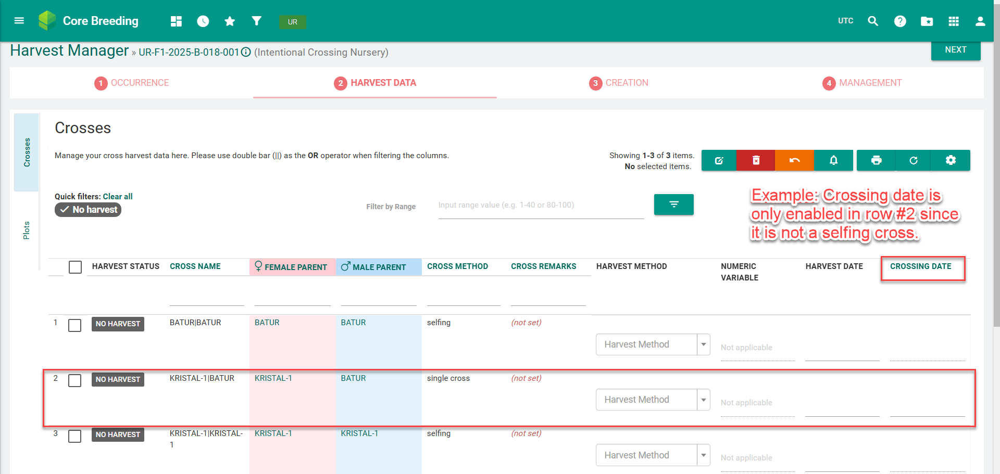 Core Breeding
UR
UTC
Harvest Manager » UR-F1-2025-B-018-001 (Intentional Crossing Nursery)
NEXT
1 OCCURRENCE
2 HARVEST DATA
3 CREATION
4 MANAGEMENT
Crosses
Plots
Crosses
Manage your cross harvest data here. Please use double bar (||) as the OR operator when filtering the columns.
Showing 1-3 of 3 items.
No selected items.
Quick filters: Clear all
No harvest
Filter by Range
Input range value (e.g. 1-40 or 80-100)
Example: Crossing date is
only enabled in row #2 since
it is not a selfing cross.
HARVEST STATUS CROSS NAME FEMALE PARENT MALE PARENT CROSS METHOD CROSS REMARKS HARVEST METHOD NUMERIC HARVEST DATE CROSSING DATE
VARIABLE
1 NO HARVEST BATUR|BATUR BATUR BATUR selfing (not set)
Harvest Method Not applicable
2 NO HARVEST KRISTAL-1|BATUR KRISTAL-1 BATUR single cross (not set)
Harvest Method Not applicable
3 NO HARVEST KRISTAL-1|KRISTAL- KRISTAL-1 KRISTAL-1 selfing (not set)
1
Harvest Method Not applicable